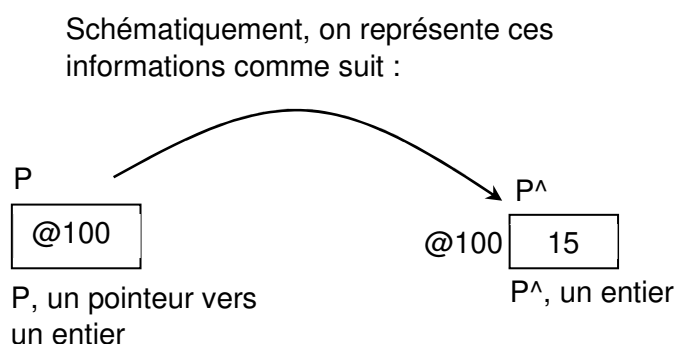 Schématiquement, on représente ces
informations comme suit :
P
P^
@100
@100
15
P, un pointeur vers
un entier
P^, un entier